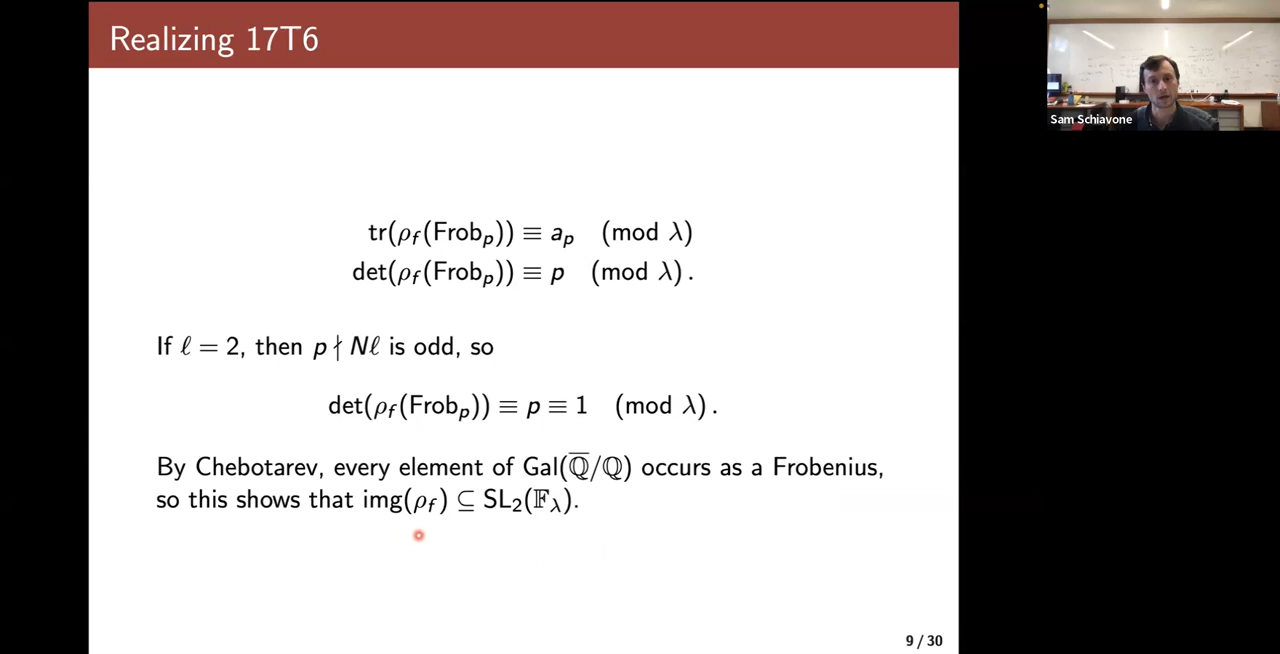 Realizing 17T6
Sam Schiavone
tr(ρ_f(Frob_p)) ≡ a_p (mod λ)
det(ρ_f(Frob_p)) ≡ p (mod λ).
If ℓ = 2, then p ∤ Nℓ is odd, so
det(ρ_f(Frob_p)) ≡ p ≡ 1 (mod λ).
By Chebotarev, every element of Gal(ℚ̅/ℚ) occurs as a Frobenius,
so this shows that img(ρ_f) ⊆ SL₂(𝔽_λ).
9 / 30